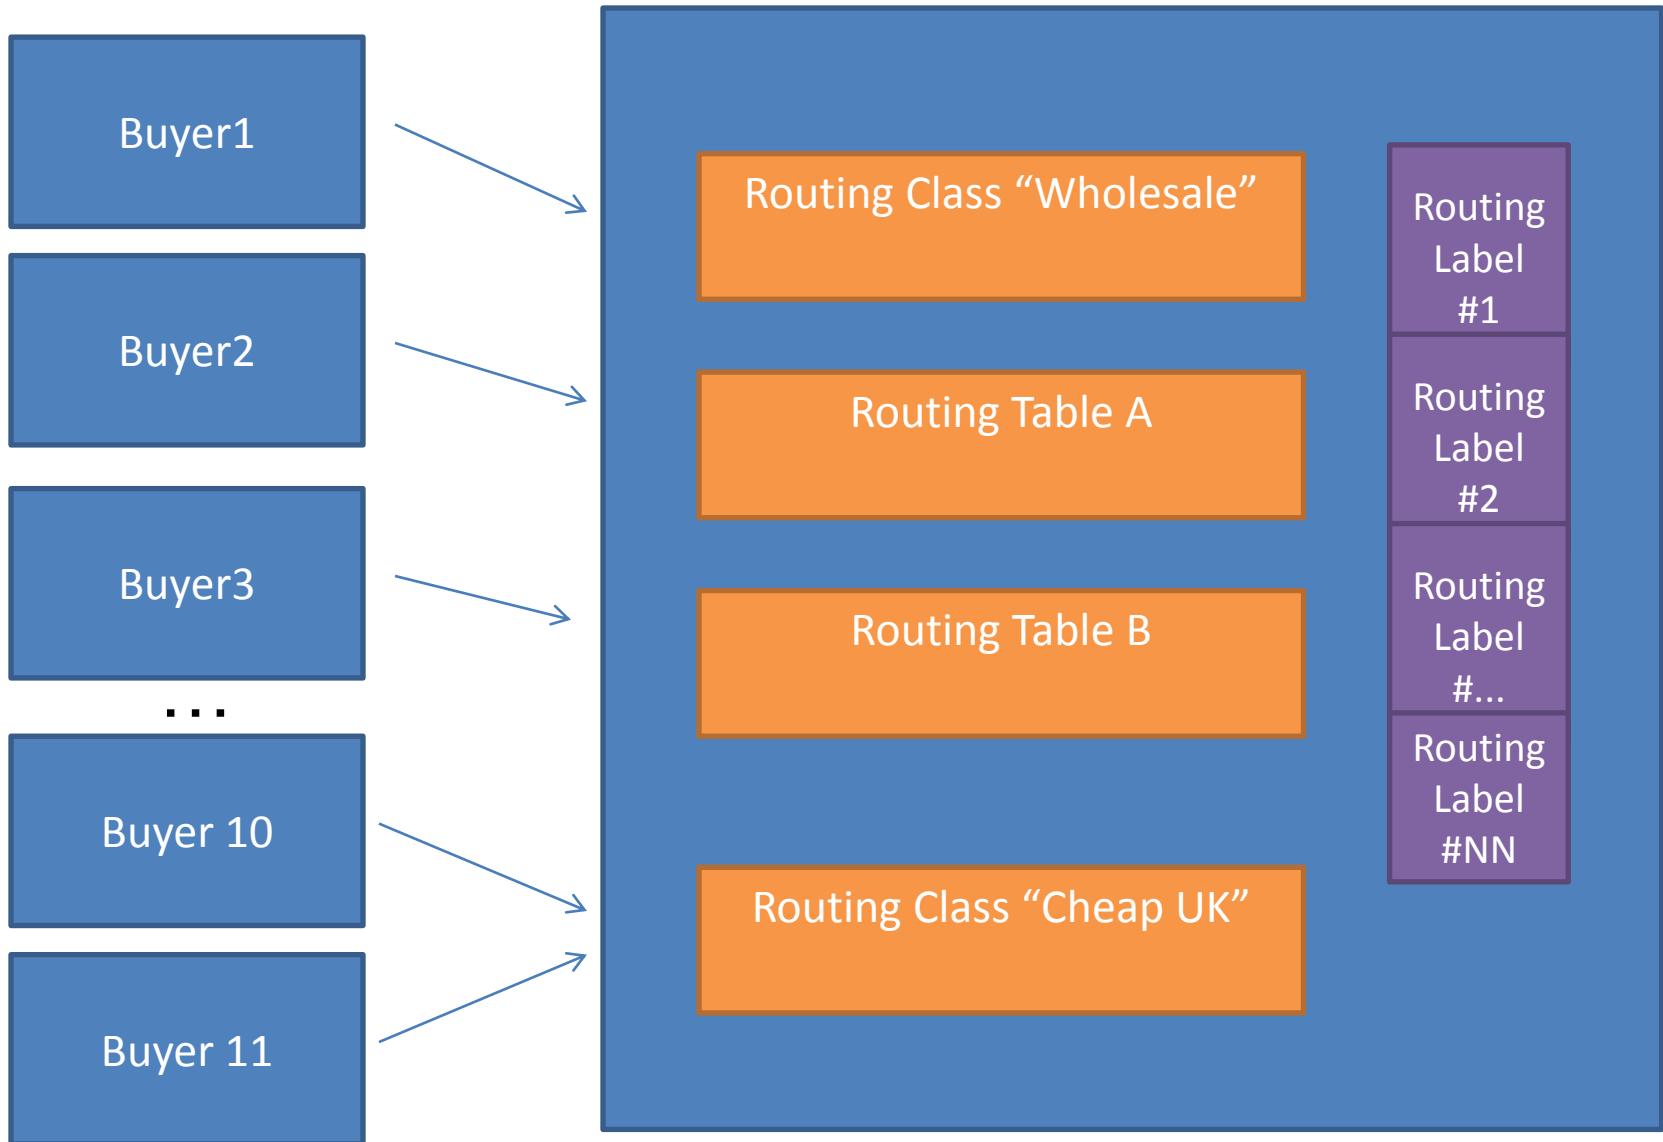 Buyer1
Buyer2
Buyer3
...
Buyer 10
Buyer 11
Routing Class “Wholesale”
Routing Table A
Routing Table B
Routing Class “Cheap UK”
Routing
Label
#1
Routing
Label
#2
Routing
Label
#...
Routing
Label
#NN